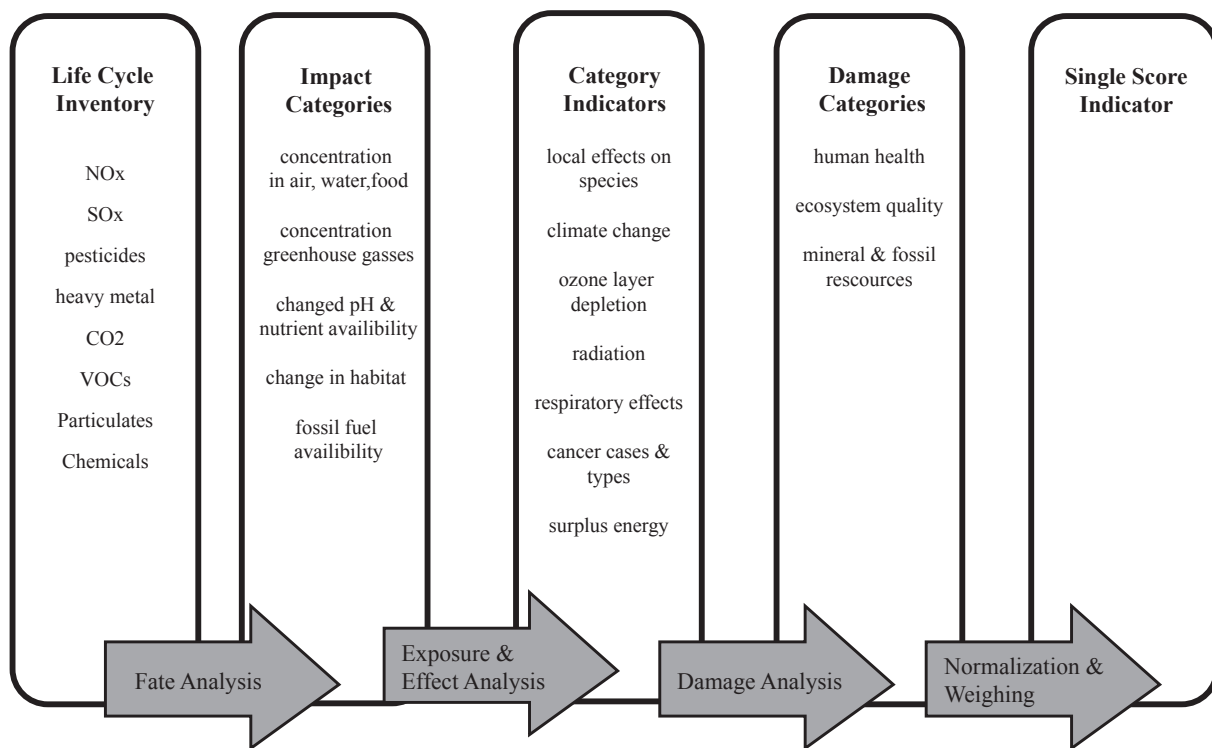 Life Cycle
Inventory
NOx
SOx
pesticides
heavy metal
CO2
VOCs
Particulates
Chemicals
Impact
Categories
concentration
in air, water,food
concentration
greenhouse gasses
changed pH &
nutrient availibility
change in habitat
fossil fuel
availibility
Category
Indicators
local effects on
species
climate change
ozone layer
depletion
radiation
respiratory effects
cancer cases &
types
surplus energy
Damage
Categories
human health
ecosystem quality
mineral & fossil
rescources
Single Score
Indicator
Fate Analysis
Exposure &
Effect Analysis
Damage Analysis
Normalization &
Weighing